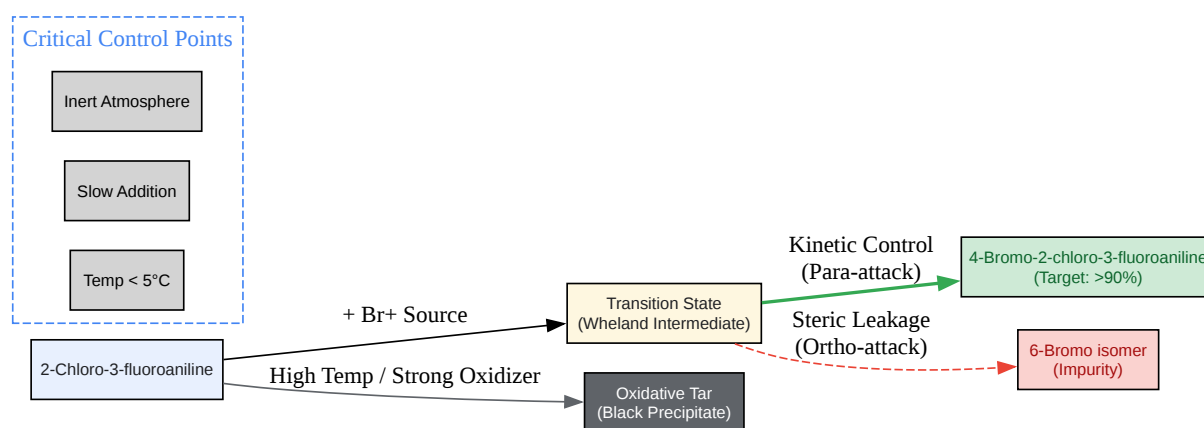 Critical Control Points
Inert Atmosphere
Slow Addition
Temp < 5°C
2-Chloro-3-fluoroaniline
+ Br+ Source
High Temp / Strong Oxidizer
Transition State
(Wheland Intermediate)
Oxidative Tar
(Black Precipitate)
Kinetic Control
(Para-attack)
Steric Leakage
(Ortho-attack)
4-Bromo-2-chloro-3-fluoroaniline
(Target: >90%)
6-Bromo isomer
(Impurity)